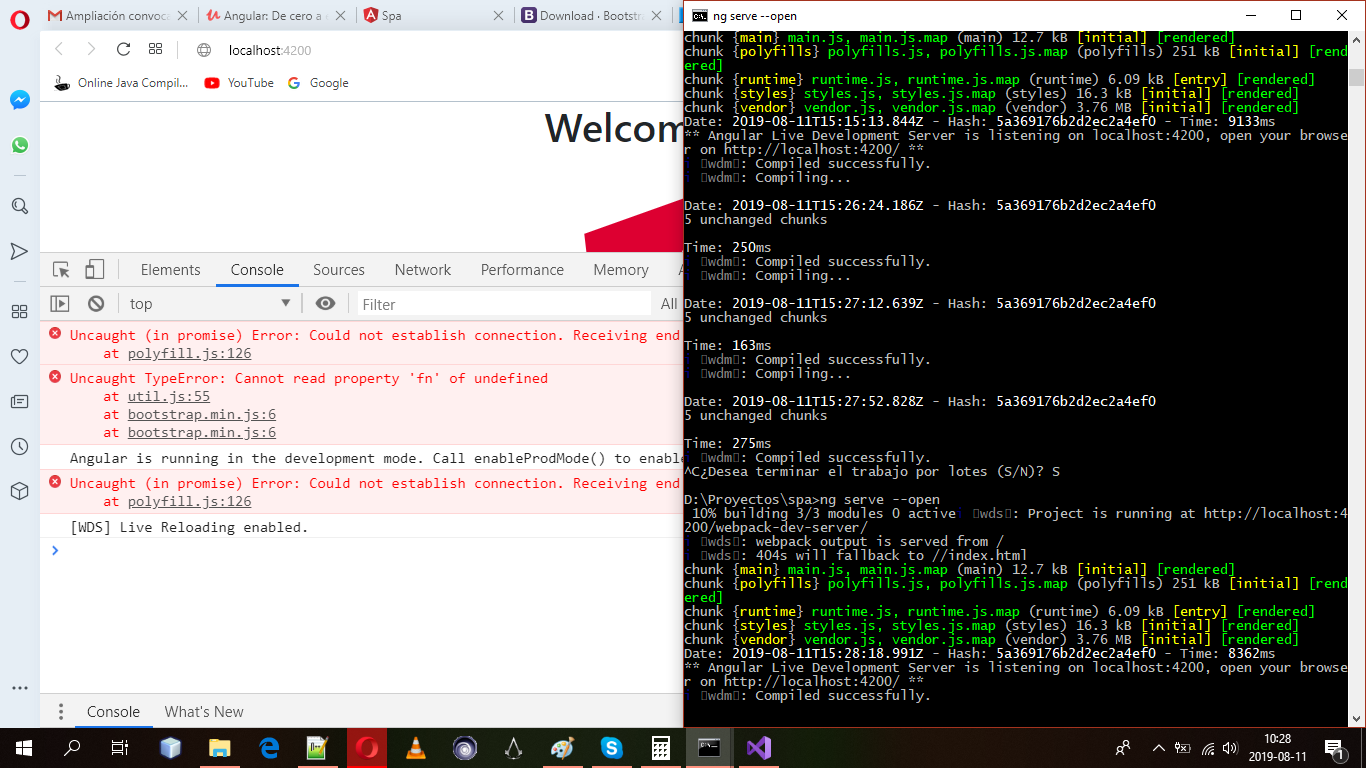 Ampliación convoc
Angular: De cero a
Spa
Download · Bootstr
localhost:4200
Online Java Compil...
YouTube
Google
Welcom
Elements
Console
Sources
Network
Performance
Memory
top
Filter
All
Uncaught (in promise) Error: Could not establish connection. Receiving end
at polyfill.js:126
Uncaught TypeError: Cannot read property 'fn' of undefined
at util.js:55
at bootstrap.min.js:6
at bootstrap.min.js:6
Angular is running in the development mode. Call enableProdMode() to enable
Uncaught (in promise) Error: Could not establish connection. Receiving end
at polyfill.js:126
[WDS] Live Reloading enabled.
Console
What's New
ng serve --open
chunk {main} main.js, main.js.map (main) 12.7 kB [initial] [rendered]
chunk {polyfills} polyfills.js, polyfills.js.map (polyfills) 251 kB [initial] [rend
ered]
chunk {runtime} runtime.js, runtime.js.map (runtime) 6.09 kB [entry] [rendered]
chunk {styles} styles.js, styles.js.map (styles) 16.3 kB [initial] [rendered]
chunk {vendor} vendor.js, vendor.js.map (vendor) 3.76 MB [initial] [rendered]
Date: 2019-08-11T15:15:13.844Z - Hash: 5a369176b2d2ec2a4ef0 - Time: 9133ms
** Angular Live Development Server is listening on localhost:4200, open your browse
r on http://localhost:4200/ **
i ｢wdm｣: Compiled successfully.
i ｢wdm｣: Compiling...
Date: 2019-08-11T15:26:24.186Z - Hash: 5a369176b2d2ec2a4ef0
5 unchanged chunks
Time: 250ms
i ｢wdm｣: Compiled successfully.
i ｢wdm｣: Compiling...
Date: 2019-08-11T15:27:12.639Z - Hash: 5a369176b2d2ec2a4ef0
5 unchanged chunks
Time: 163ms
i ｢wdm｣: Compiled successfully.
i ｢wdm｣: Compiling...
Date: 2019-08-11T15:27:52.828Z - Hash: 5a369176b2d2ec2a4ef0
5 unchanged chunks
Time: 275ms
i ｢wdm｣: Compiled successfully.
^C¿Desea terminar el trabajo por lotes (S/N)? S
D:\Proyectos\spa>ng serve --open
10% building 3/3 modules 0 activei ｢wds｣: Project is running at http://localhost:4
200/webpack-dev-server/
i ｢wds｣: webpack output is served from /
i ｢wds｣: 404s will fallback to //index.html
chunk {main} main.js, main.js.map (main) 12.7 kB [initial] [rendered]
chunk {polyfills} polyfills.js, polyfills.js.map (polyfills) 251 kB [initial] [rend
ered]
chunk {runtime} runtime.js, runtime.js.map (runtime) 6.09 kB [entry] [rendered]
chunk {styles} styles.js, styles.js.map (styles) 16.3 kB [initial] [rendered]
chunk {vendor} vendor.js, vendor.js.map (vendor) 3.76 MB [initial] [rendered]
Date: 2019-08-11T15:28:18.991Z - Hash: 5a369176b2d2ec2a4ef0 - Time: 8362ms
** Angular Live Development Server is listening on localhost:4200, open your browse
r on http://localhost:4200/ **
i ｢wdm｣: Compiled successfully.
10:28
2019-08-11
1